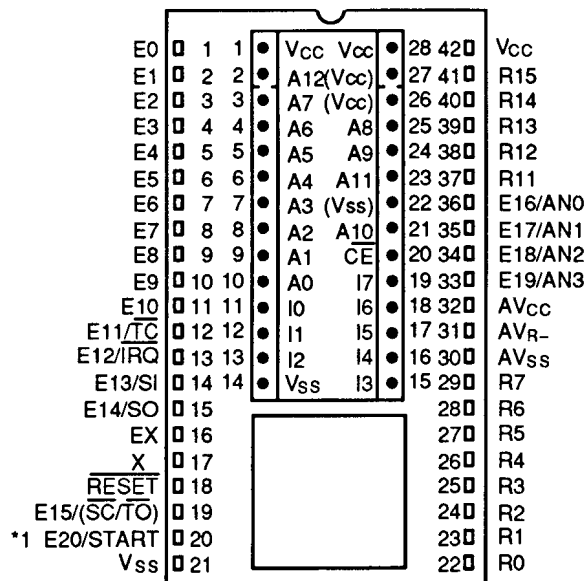 E0 1 1 VCC VCC 28 42 VCC
E1 2 2 A12(VCC) 27 41 R15
E2 3 3 A7 (VCC) 26 40 R14
E3 4 4 A6 A8 25 39 R13
E4 5 5 A5 A9 24 38 R12
E5 6 6 A4 A11 23 37 R11
E6 7 7 A3 (VSS) 22 36 E16/AN0
E7 8 8 A2 A10 21 35 E17/AN1
E8 9 9 A1 CE 20 34 E18/AN2
E9 10 10 A0 I7 19 33 E19/AN3
E10 11 11 I0 I6 18 32 AVCC
E11/TC 12 12 I1 I5 17 31 AVR–
E12/IRQ 13 13 I2 I4 16 30 AVSS
E13/SI 14 14 VSS I3 15 29 R7
E14/SO 15 28 R6
EX 16 27 R5
X 17 26 R4
RESET 18 25 R3
E15/(SC/TO) 19 24 R2
*1 E20/START 20 23 R1
VSS 21 22 R0